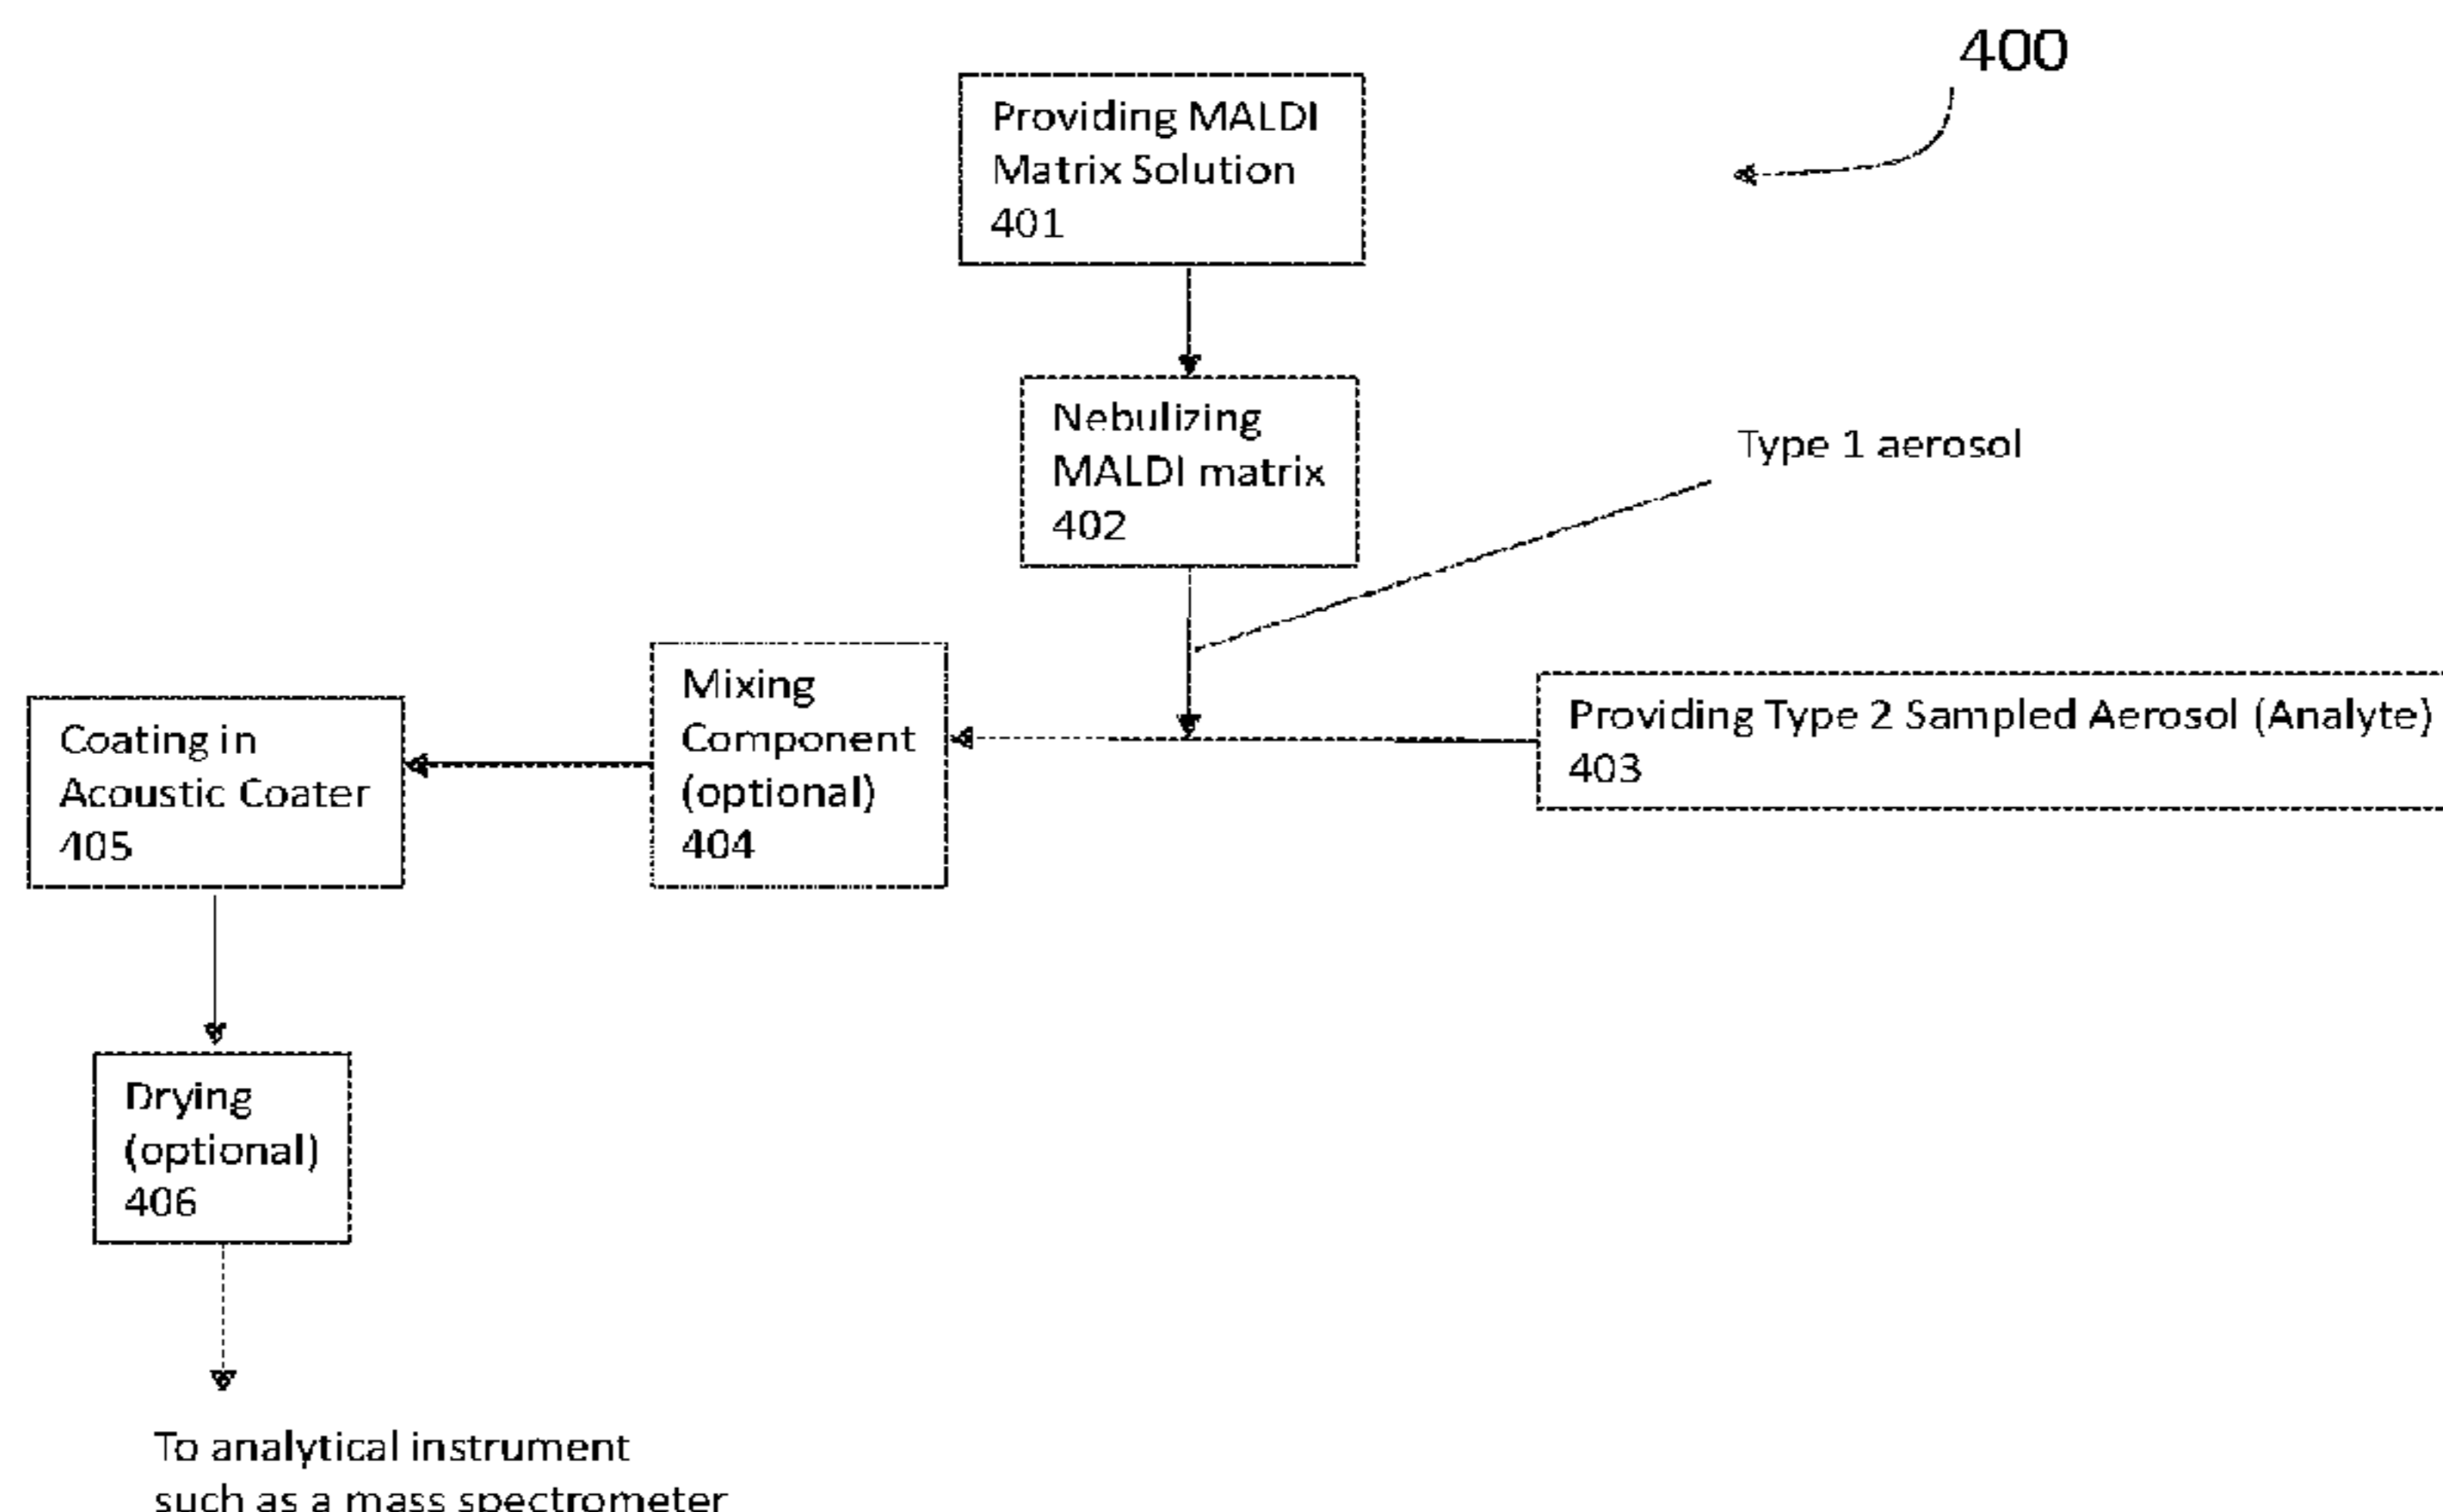 400
Providing MALDI
Matrix Solution
401
Nebulizing
MALDI matrix
402
Type 1 aerosol
Providing Type 2 Sampled Aerosol (Analyte)
403
Mixing
Component
(optional)
404
Coating in
Acoustic Coater
405
Drying
(optional)
406
To analytical instrument
such as a mass spectrometer